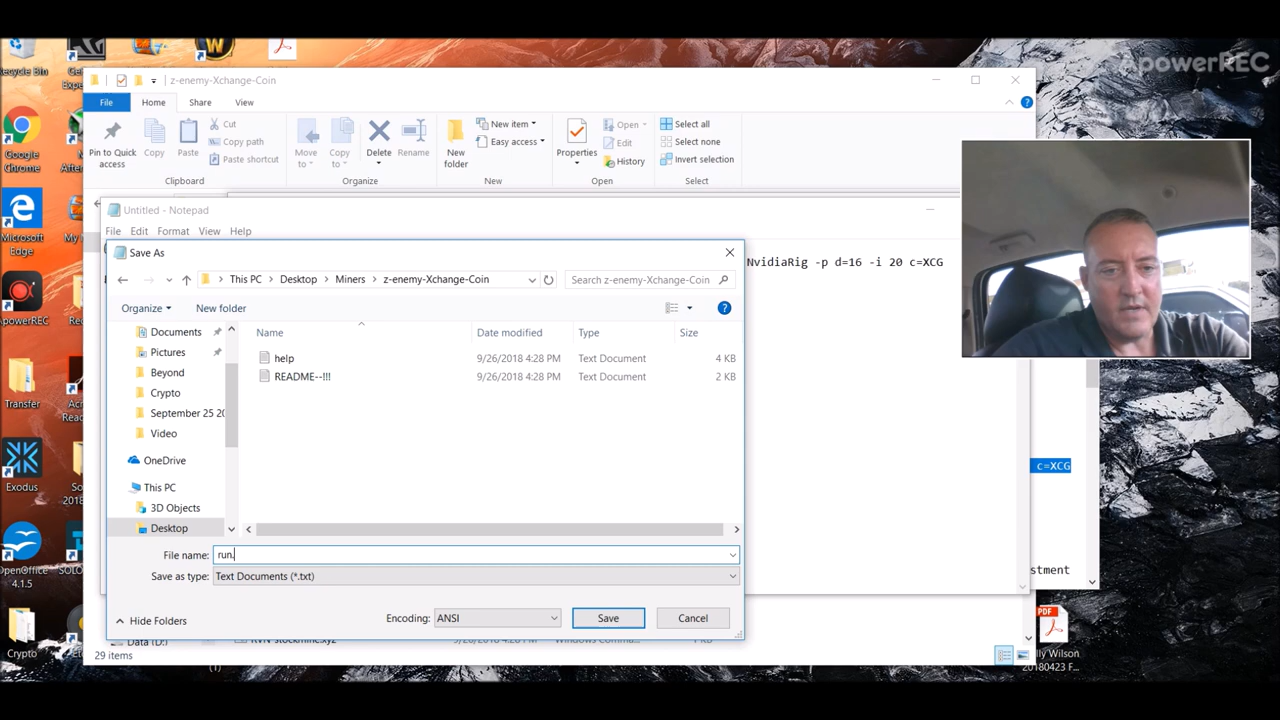 ApowerREC
Recycle Bin
z-enemy-Xchange-Coin
File Home Share View
Pin to Quick access
Copy
Paste
Cut
Copy path
Paste shortcut
Move to
Copy to
Delete
Rename
New folder
New item
Easy access
Properties
Open
Edit
History
Select all
Select none
Invert selection
Clipboard Organize New Open Select
Google Chrome
Microsoft Edge
ApowerREC
Transfer
Exodus
OpenOffice 4.1.5
Crypto
Untitled - Notepad
File Edit Format View Help
NvidiaRig -p d=16 -i 20 c=XCG
Save As
This PC Desktop Miners z-enemy-Xchange-Coin
Search z-enemy-Xchange-Coin
Organize New folder
Name Date modified Type Size
help 9/26/2018 4:28 PM Text Document 4 KB
README--!!! 9/26/2018 4:28 PM Text Document 2 KB
Documents
Pictures
Beyond
Crypto
September 25 20
Video
OneDrive
This PC
3D Objects
Desktop
File name: run.
Save as type: Text Documents (*.txt)
Hide Folders
Encoding: ANSI
Save Cancel
c=XCG
stment
Data (D:)
29 items
PDF
lly Wilson
20180423 F...